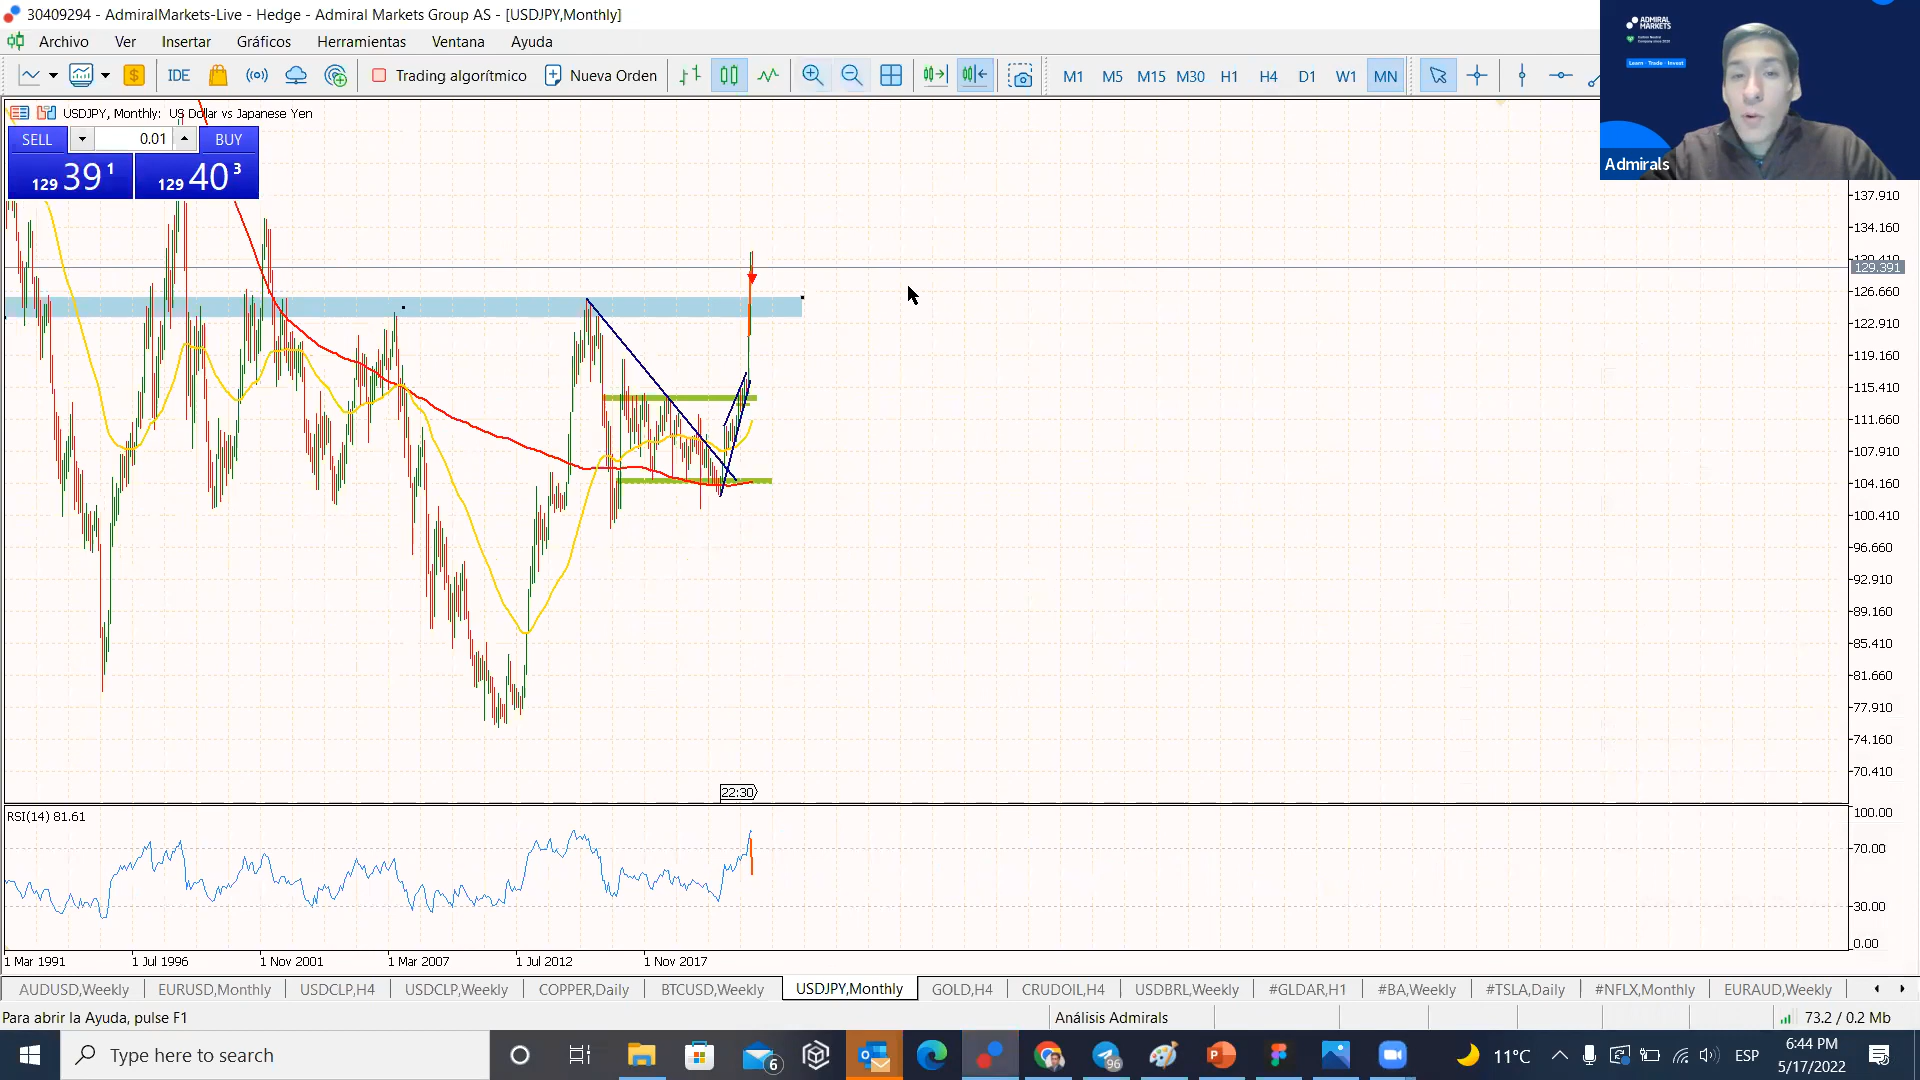 30409294 - AdmiralMarkets-Live - Hedge - Admiral Markets Group AS - [USDJPY,Monthly]
Archivo Ver Insertar Gráficos Herramientas Ventana Ayuda
IDE Trading algorítmico Nueva Orden M1 M5 M15 M30 H1 H4 D1 W1 MN
ADMIRAL MARKETS
Learn · Trade · Invest
Admirals
USDJPY, Monthly: US Dollar vs Japanese Yen
SELL 0.01 BUY
129 39 1 129 40 3
137.910
134.160
129.391
126.660
122.910
119.160
115.410
111.660
107.910
104.160
100.410
96.660
92.910
89.160
85.410
81.660
77.910
74.160
70.410
22:30
RSI(14) 81.61
100.00
70.00
30.00
0.00
1 Mar 1991 1 Jul 1996 1 Nov 2001 1 Mar 2007 1 Jul 2012 1 Nov 2017
AUDUSD,Weekly EURUSD,Monthly USDCLP,H4 USDCLP,Weekly COPPER,Daily BTCUSD,Weekly USDJPY,Monthly GOLD,H4 CRUDOIL,H4 USDBRL,Weekly #GLDAR,H1 #BA,Weekly #TSLA,Daily #NFLX,Monthly EURAUD,Weekly
Para abrir la Ayuda, pulse F1 Análisis Admirals 73.2 / 0.2 Mb
Type here to search 6 96 11°C ESP 6:44 PM
5/17/2022